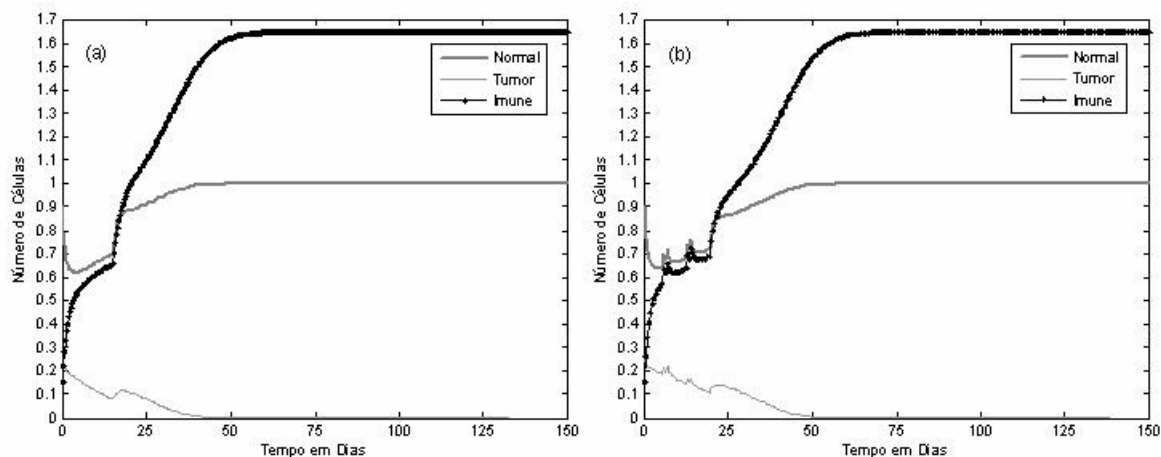 (a)
Normal
Tumor
Imune
Número de Células
1.7
1.6
1.5
1.4
1.3
1.2
1.1
1
0.9
0.8
0.7
0.6
0.5
0.4
0.3
0.2
0.1
0
0 25 50 75 100 125 150
Tempo em Dias
(b)
Normal
Tumor
Imune
Número de Células
1.7
1.6
1.5
1.4
1.3
1.2
1.1
1
0.9
0.8
0.7
0.6
0.5
0.4
0.3
0.2
0.1
0
0 25 50 75 100 125 150
Tempo em Dias